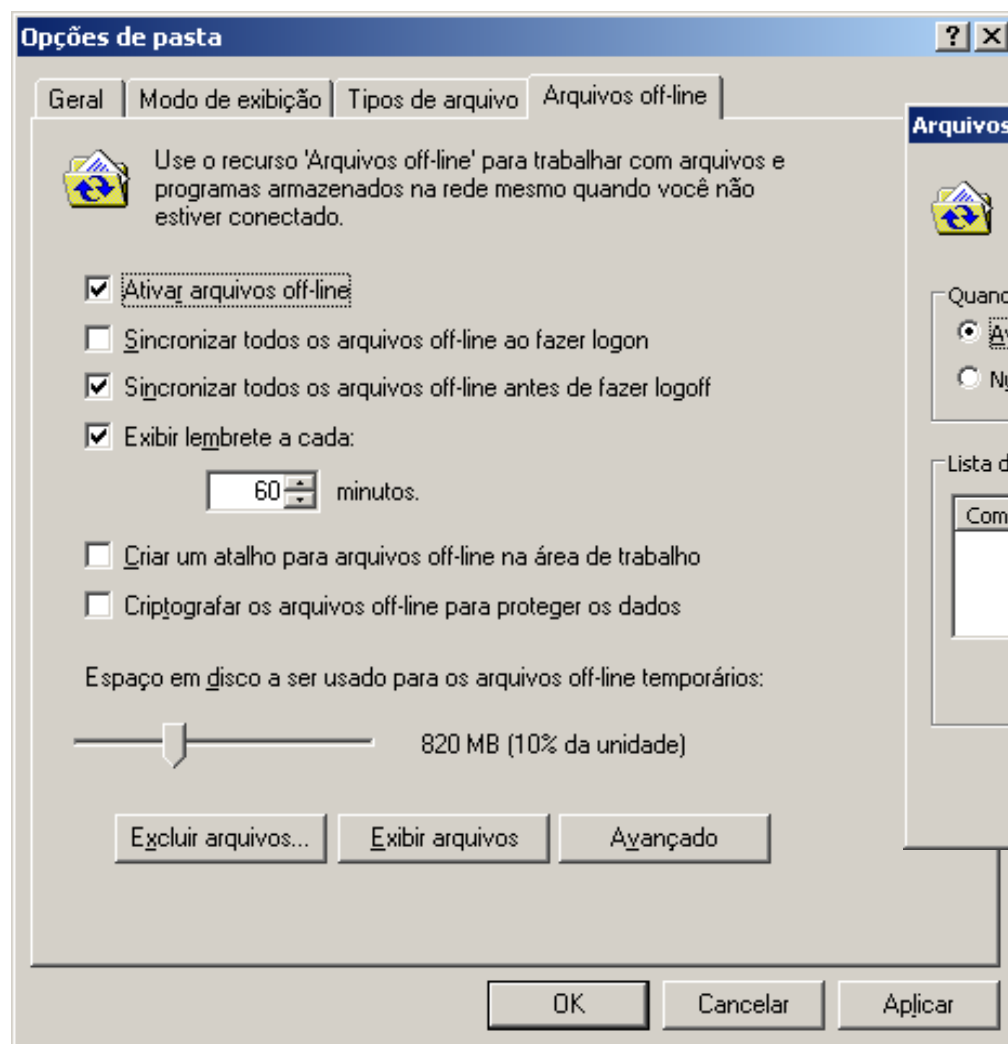 Opções de pasta
Geral
Modo de exibição
Tipos de arquivo
Arquivos off-line
Use o recurso 'Arquivos off-line' para trabalhar com arquivos e
programas armazenados na rede mesmo quando você não
estiver conectado.
Ativar arquivos off-line
Sincronizar todos os arquivos off-line ao fazer logon
Sincronizar todos os arquivos off-line antes de fazer logoff
Exibir lembrete a cada:
60 minutos.
Criar um atalho para arquivos off-line na área de trabalho
Criptografar os arquivos off-line para proteger os dados
Espaço em disco a ser usado para os arquivos off-line temporários:
820 MB (10% da unidade)
Excluir arquivos...
Exibir arquivos
Avançado
OK
Cancelar
Aplicar
Arquivos
Lista